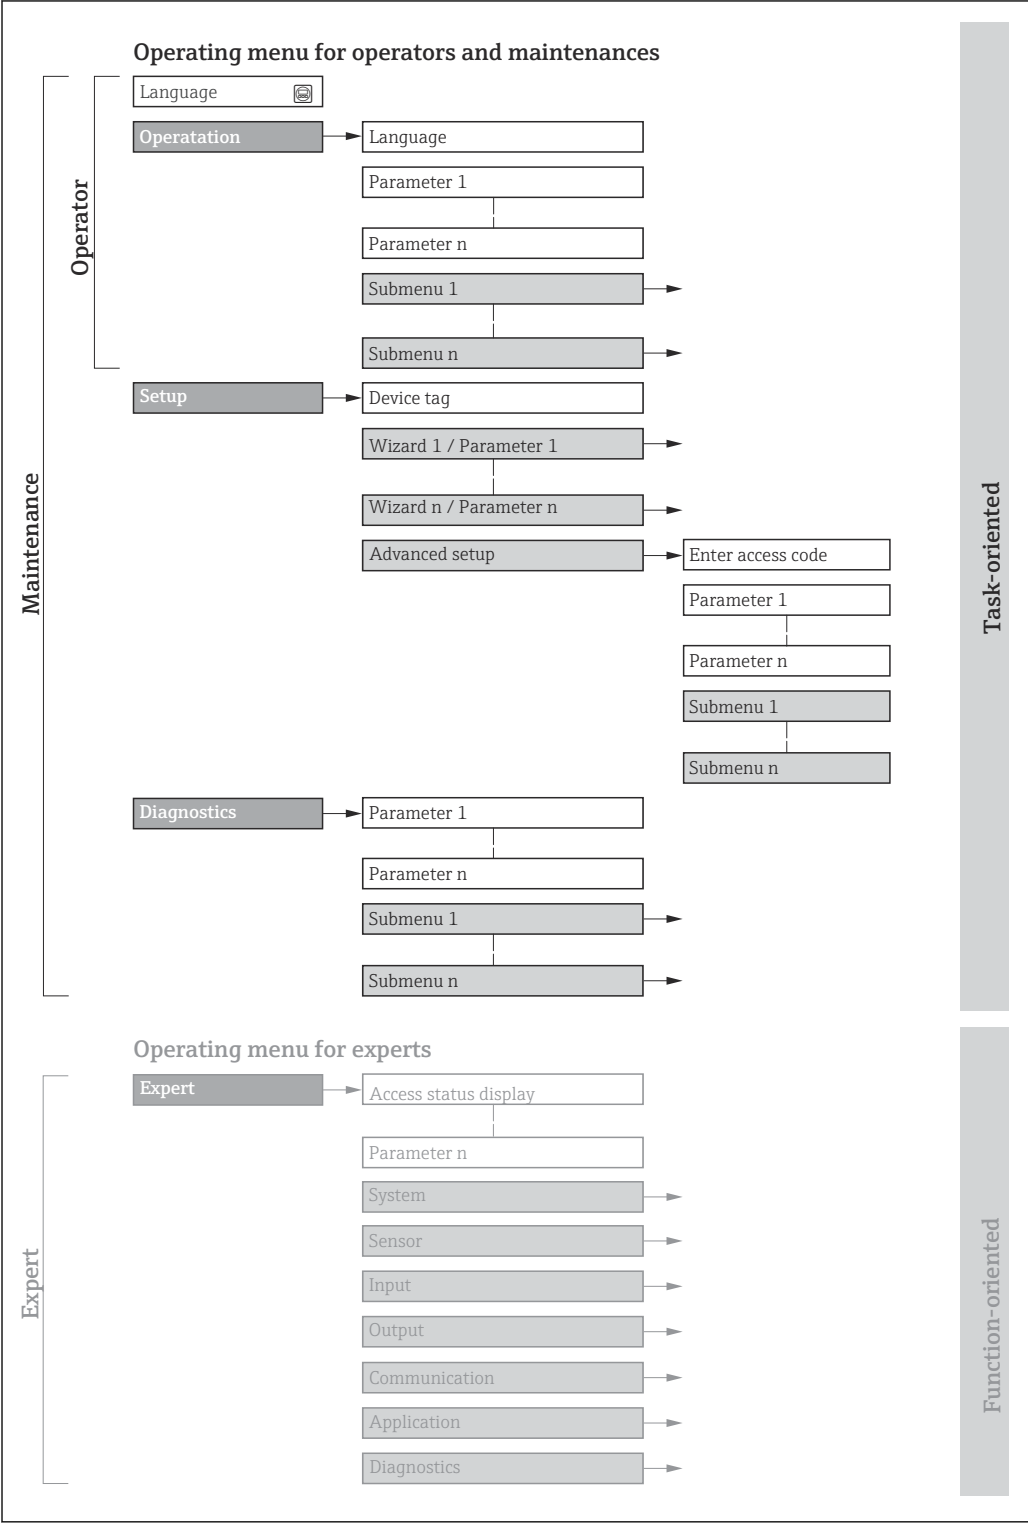 Operating menu for operators and maintenances
Language
Operatation
Language
Parameter 1
Parameter n
Submenu 1
Submenu n
Operator
Setup
Device tag
Wizard 1 / Parameter 1
Wizard n / Parameter n
Advanced setup
Enter access code
Parameter 1
Parameter n
Submenu 1
Submenu n
Maintenance
Task-oriented
Diagnostics
Parameter 1
Parameter n
Submenu 1
Submenu n
Operating menu for experts
Expert
Access status display
Parameter n
System
Sensor
Input
Output
Communication
Application
Diagnostics
Expert
Function-oriented